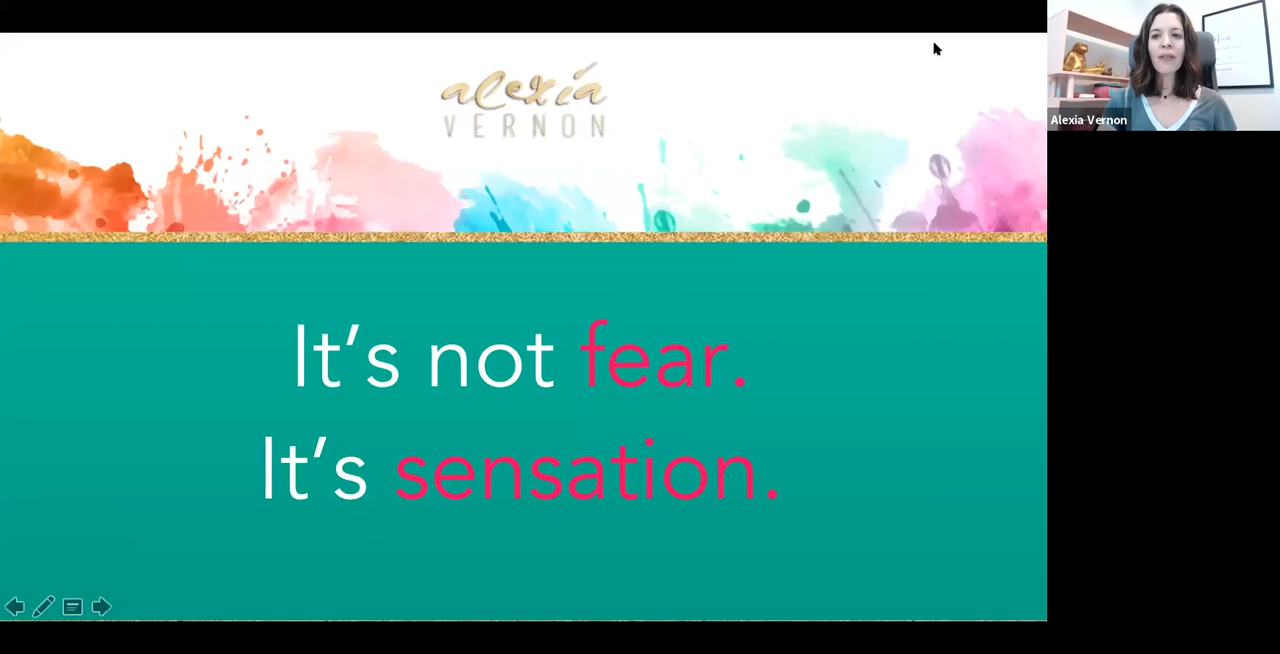 alexia
VERNON
Alexia Vernon
It’s not fear.
It’s sensation.